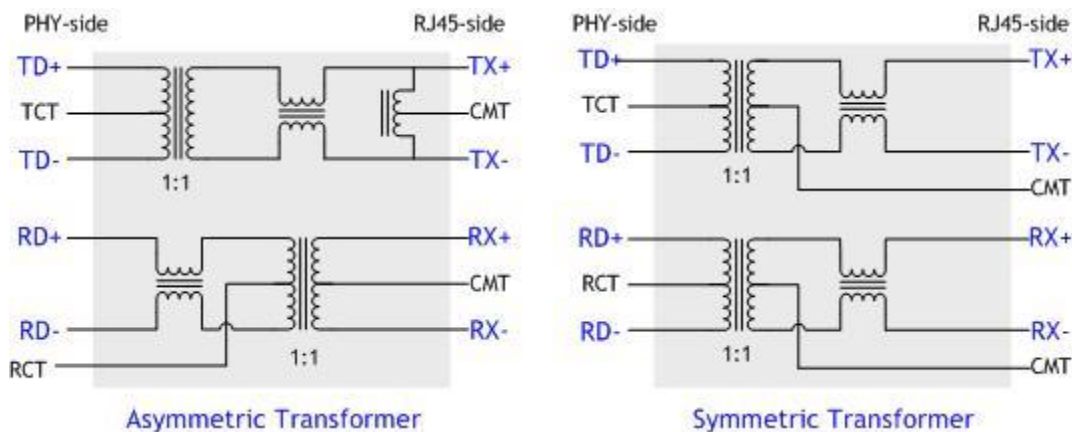 PHY-side
RJ45-side
TD+
TX+
TCT
CMT
TD-
TX-
1:1
RD+
RX+
CMT
RD-
RX-
RCT
1:1
Asymmetric Transformer
PHY-side
RJ45-side
TD+
TX+
TCT
TD-
TX-
1:1
CMT
RD+
RX+
RCT
RD-
RX-
1:1
CMT
Symmetric Transformer